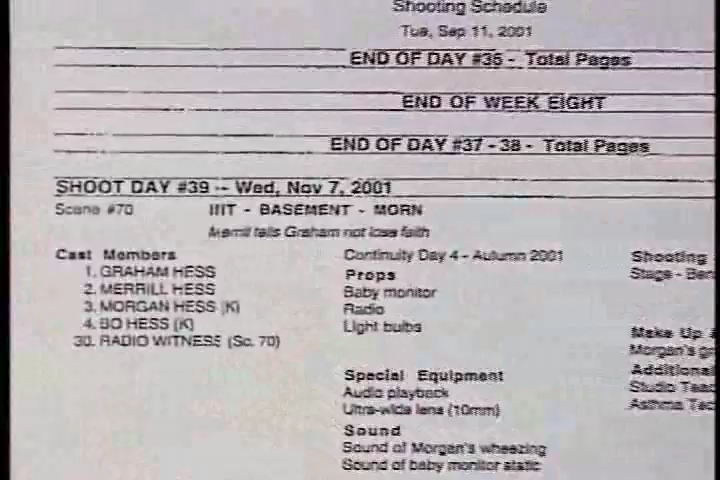 Shooting Schedule
Tue, Sep 11, 2001
END OF DAY #36 - Total Pages
END OF WEEK EIGHT
END OF DAY #37 - 38 - Total Pages
SHOOT DAY #39 -- Wed, Nov 7, 2001
Scene #70 INT - BASEMENT - MORN
Merrill tells Graham not lose faith
Cast Members
1. GRAHAM HESS
2. MERRILL HESS
3. MORGAN HESS (K)
4. BO HESS (K)
30. RADIO WITNESS (Sc. 70)
Continuity Day 4 - Autumn 2001
Props
Baby monitor
Radio
Light bulbs
Special Equipment
Audio playback
Ultra-wide lens (10mm)
Sound
Sound of Morgan's wheezing
Sound of baby monitor static
Shooting
Stage - Ben
Make Up
Morgan's
Additional
Studio Teac
Asthma Tec